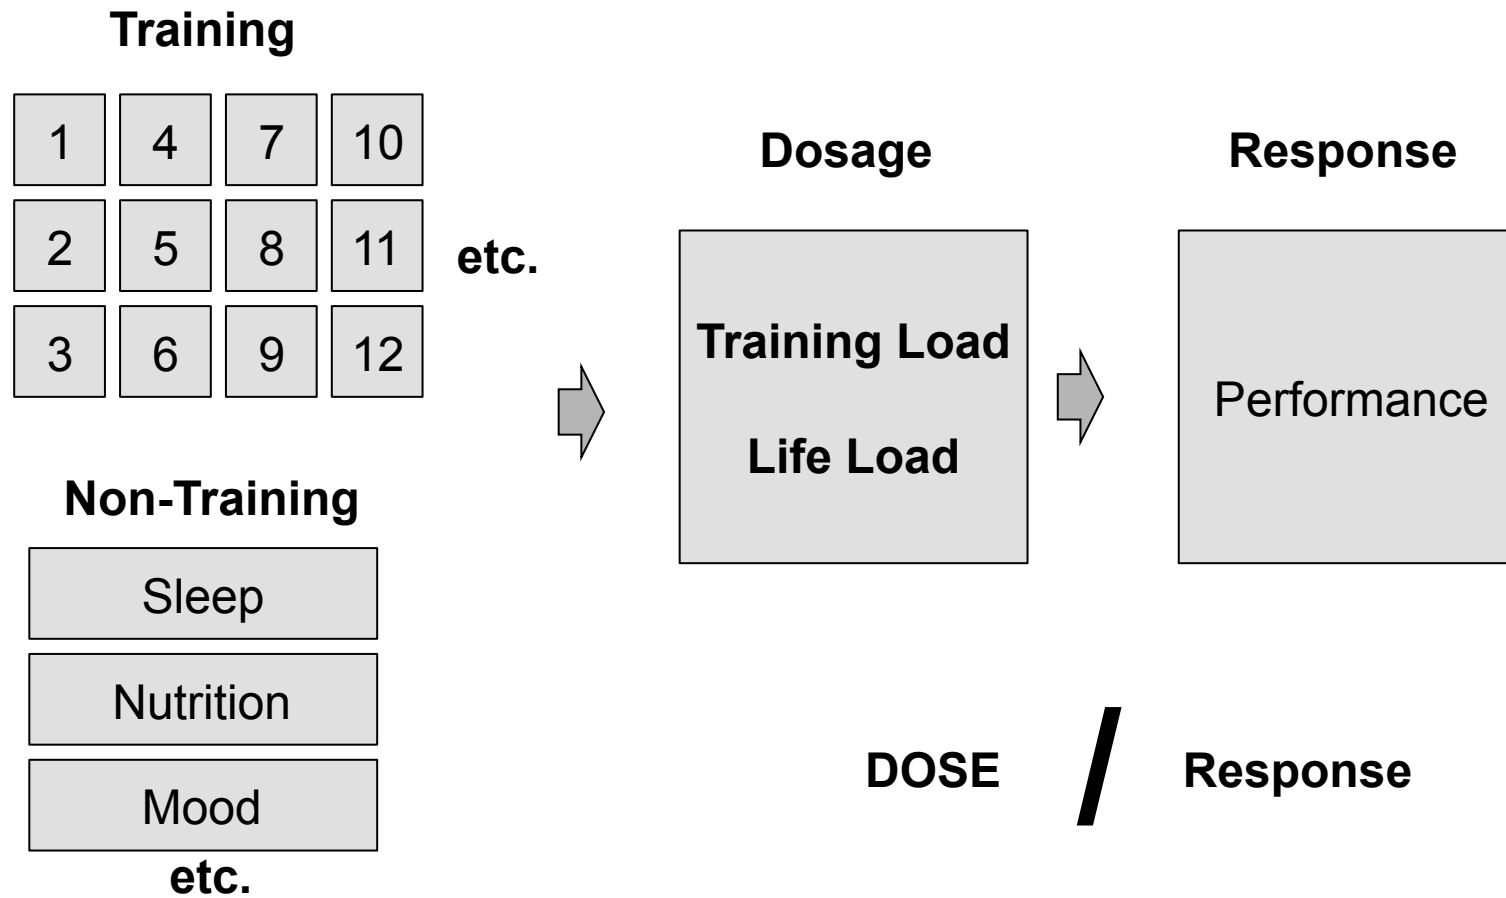 Training
1 4 7 10
2 5 8 11
3 6 9 12
etc.
Non-Training
Sleep
Nutrition
Mood
etc.
Dosage
Training Load
Life Load
Response
Performance
DOSE / Response